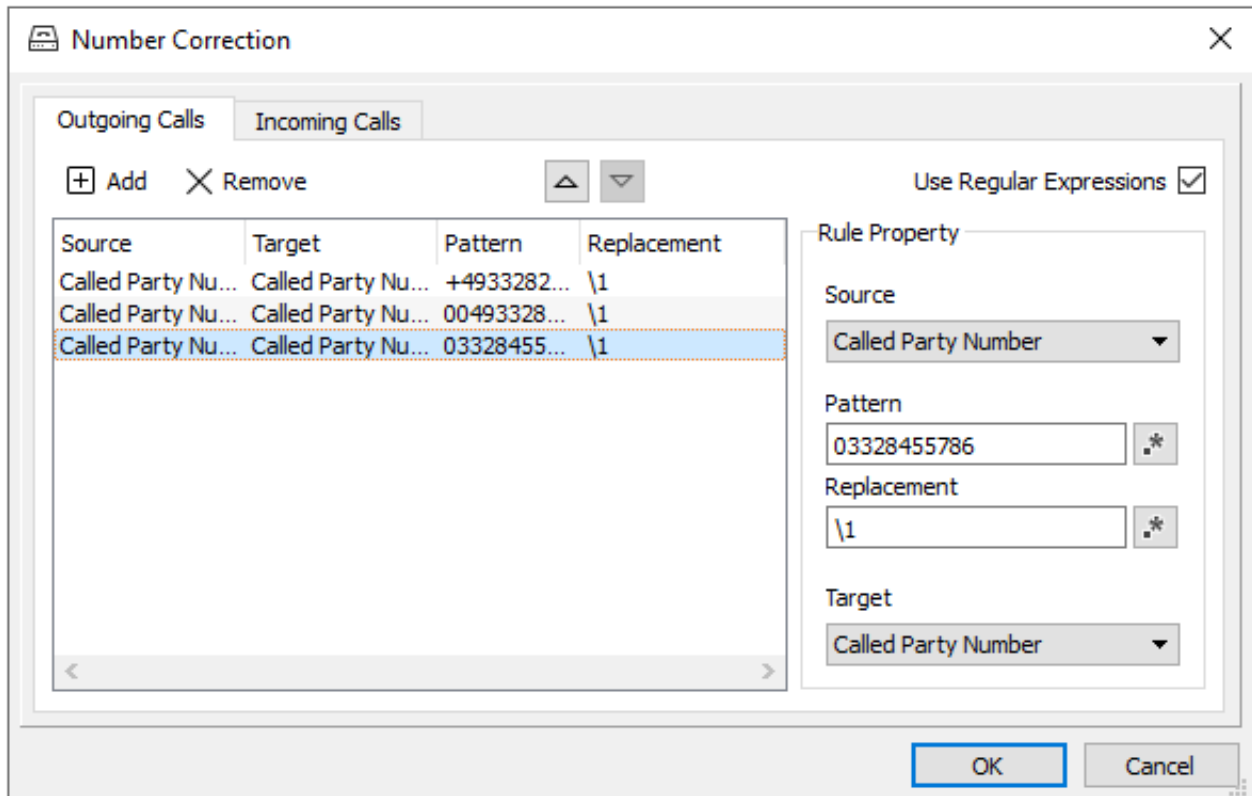 Number Correction
Outgoing Calls Incoming Calls
Add Remove Use Regular Expressions
Source Target Pattern Replacement
Called Party Nu... Called Party Nu... +4933282... \1
Called Party Nu... Called Party Nu... 00493328... \1
Called Party Nu... Called Party Nu... 03328455... \1
Rule Property
Source
Called Party Number
Pattern
03328455786 .*
Replacement
\1 .*
Target
Called Party Number
OK Cancel